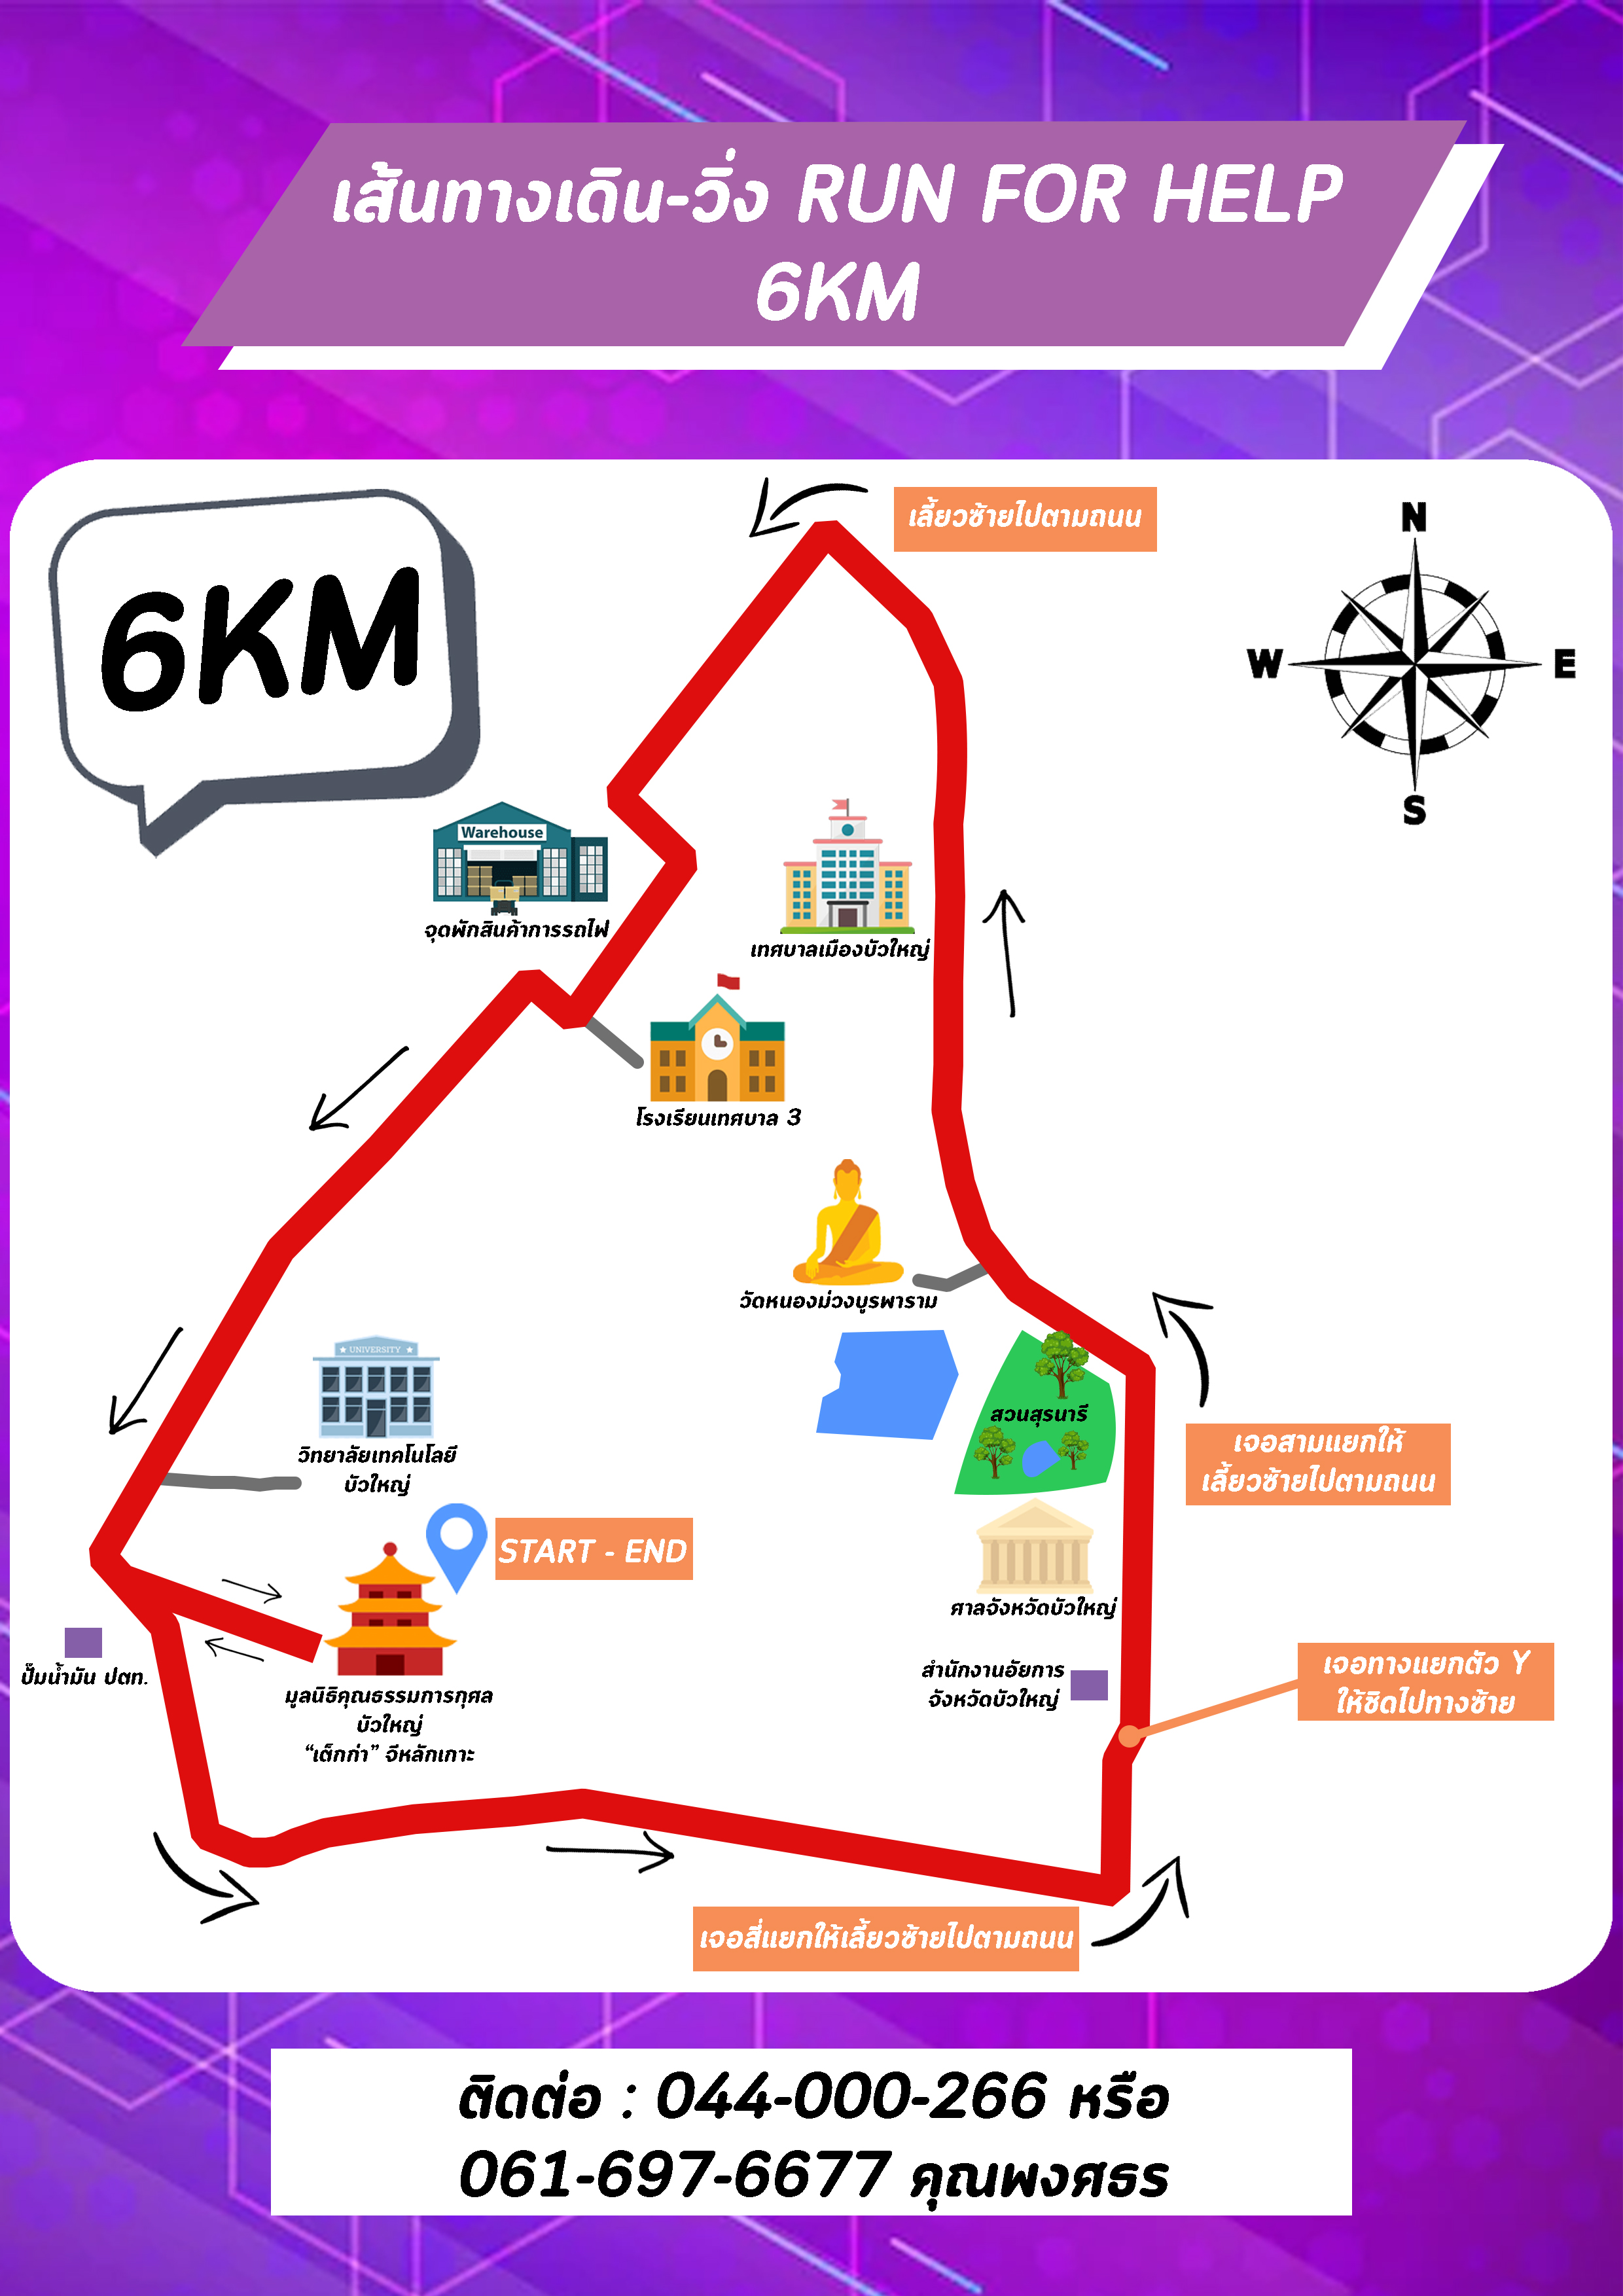 เส้นทางเดิน-วิ่ง RUN FOR HELP
6KM
เลี้ยวซ้ายไปตามถนน
6KM
N
W
E
S
Warehouse
จุดพักสินค้าการรถไฟ
เทศบาลเมืองบัวใหญ่
โรงเรียนเทศบาล 3
วัดหนองม่วงบูรพาราม
UNIVERSITY
วิทยาลัยเทคโนโลยี
บัวใหญ่
สวนสุรนารี
เจอสามแยกให้
เลี้ยวซ้ายไปตามถนน
START - END
ศาลจังหวัดบัวใหญ่
ปั๊มน้ำมัน ปตท.
สำนักงานอัยการ
จังหวัดบัวใหญ่
เจอทางแยกตัว Y
ให้ชิดไปทางซ้าย
มูลนิธิคุณธรรมการกุศล
บัวใหญ่
“เต็กก่า” จีหลักเกาะ
เจอสี่แยกให้เลี้ยวซ้ายไปตามถนน
ติดต่อ : 044-000-266 หรือ
061-697-6677 คุณพงศธร